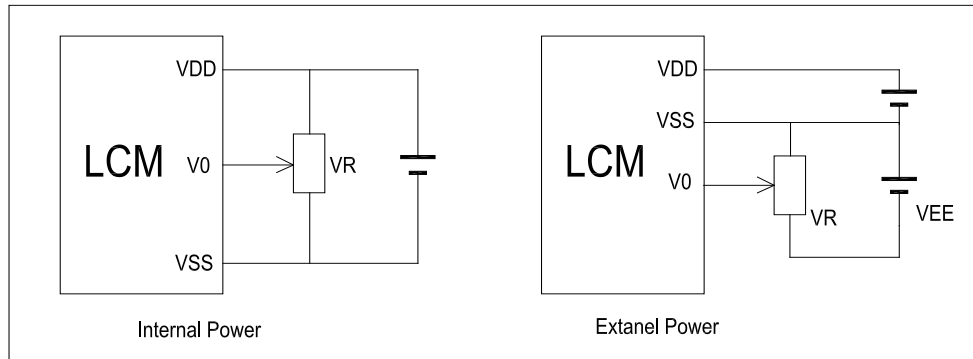 VDD
LCM
V0
VR
VSS
Internal Power
VDD
VSS
LCM
V0
VR
VEE
Extanel Power